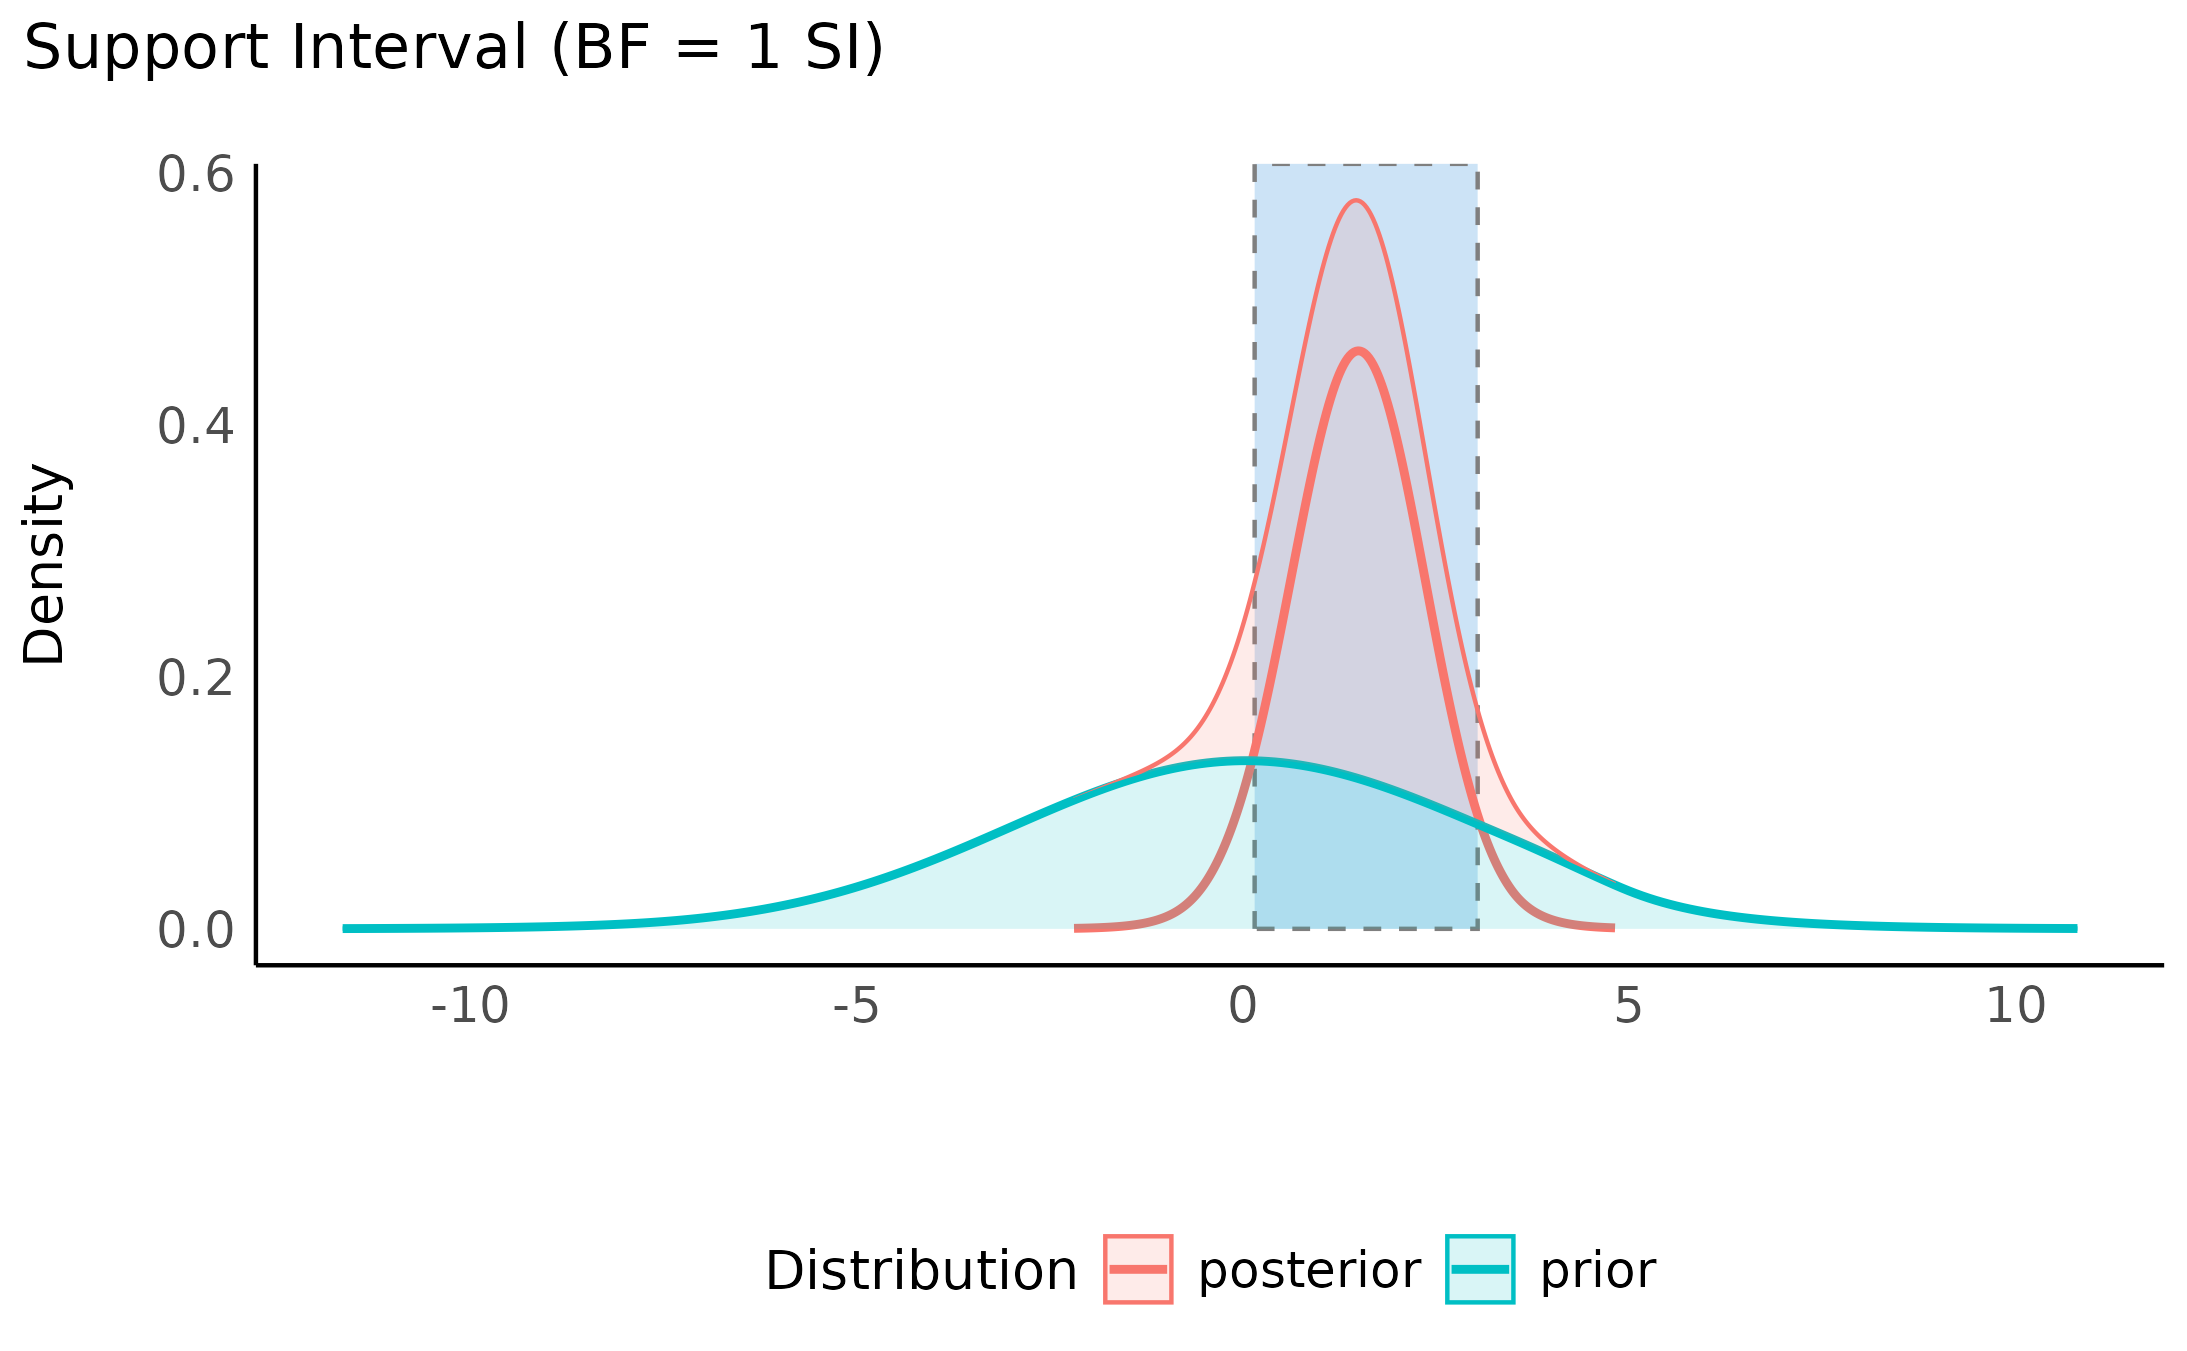 Support Interval (BF = 1 SI)
0.6
0.4
0.2
0.0
Density
-10 -5 0 5 10
Distribution posterior prior